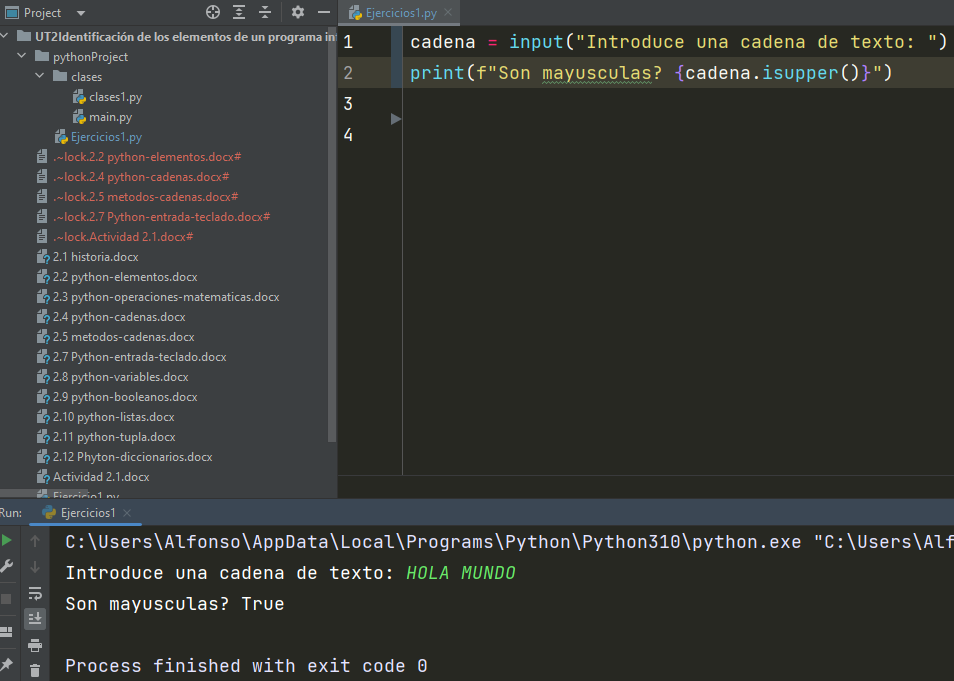 Project
Ejercicios1.py
UT2Identificación de los elementos de un programa in
pythonProject
clases
clases1.py
main.py
Ejercicios1.py
.~lock.2.2 python-elementos.docx#
.~lock.2.4 python-cadenas.docx#
.~lock.2.5 metodos-cadenas.docx#
.~lock.2.7 Python-entrada-teclado.docx#
.~lock.Actividad 2.1.docx#
2.1 historia.docx
2.2 python-elementos.docx
2.3 python-operaciones-matematicas.docx
2.4 python-cadenas.docx
2.5 metodos-cadenas.docx
2.7 Python-entrada-teclado.docx
2.8 python-variables.docx
2.9 python-booleanos.docx
2.10 python-listas.docx
2.11 python-tupla.docx
2.12 Phyton-diccionarios.docx
Actividad 2.1.docx
Ejercicio1.py
1 cadena = input("Introduce una cadena de texto: ")
2 print(f"Son mayusculas? {cadena.isupper()}")
3
4
Run: Ejercicios1
C:\Users\Alfonso\AppData\Local\Programs\Python\Python310\python.exe "C:\Users\Alf
Introduce una cadena de texto: HOLA MUNDO
Son mayusculas? True
Process finished with exit code 0